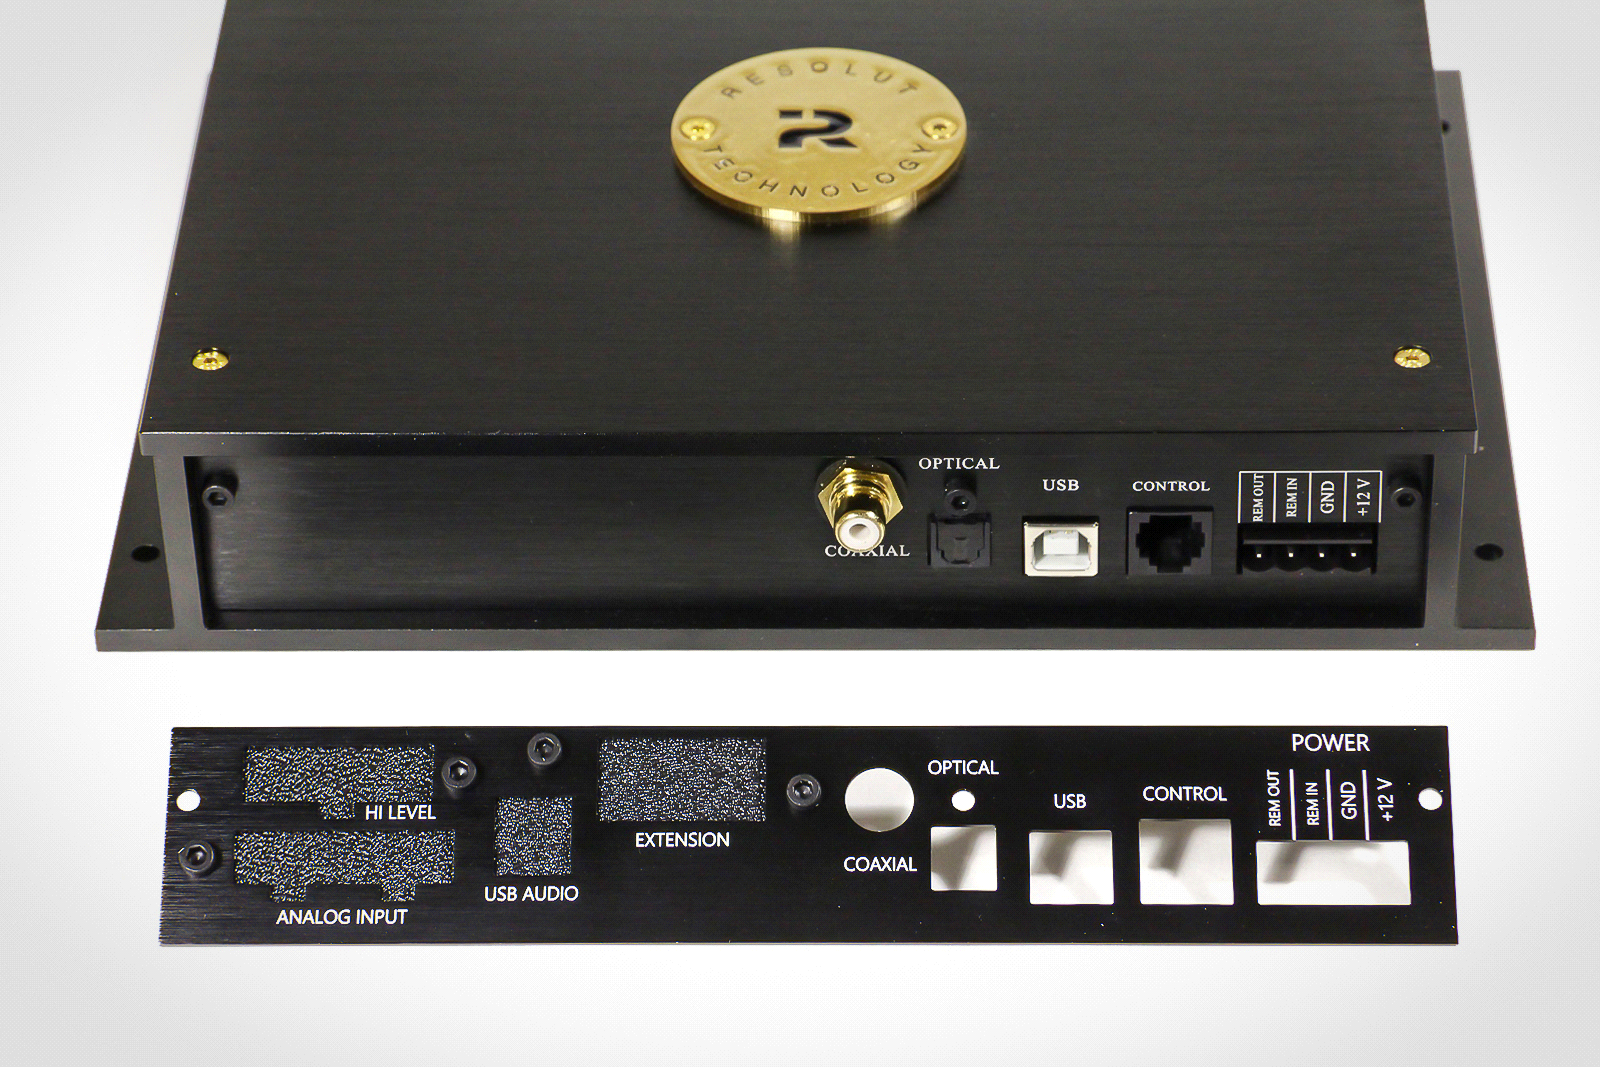 RESOLUT
R
TECHNOLOGY
OPTICAL
USB
CONTROL
REM OUT
REM IN
GND
+12 V
COAXIAL
POWER
OPTICAL
REM OUT
REM IN
GND
+12 V
USB
CONTROL
HI LEVEL
EXTENSION
COAXIAL
USB AUDIO
ANALOG INPUT